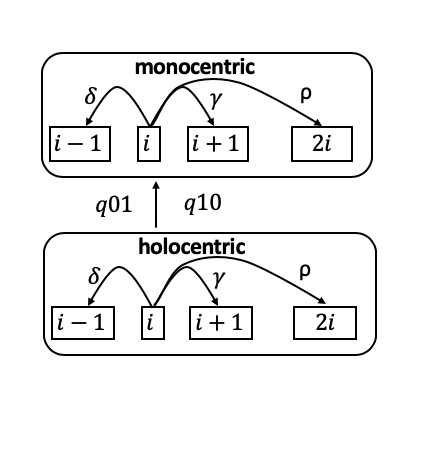 monocentric
δ γ ρ
i − 1 i i + 1 2i
q01 q10
holocentric
δ γ ρ
i − 1 i i + 1 2i